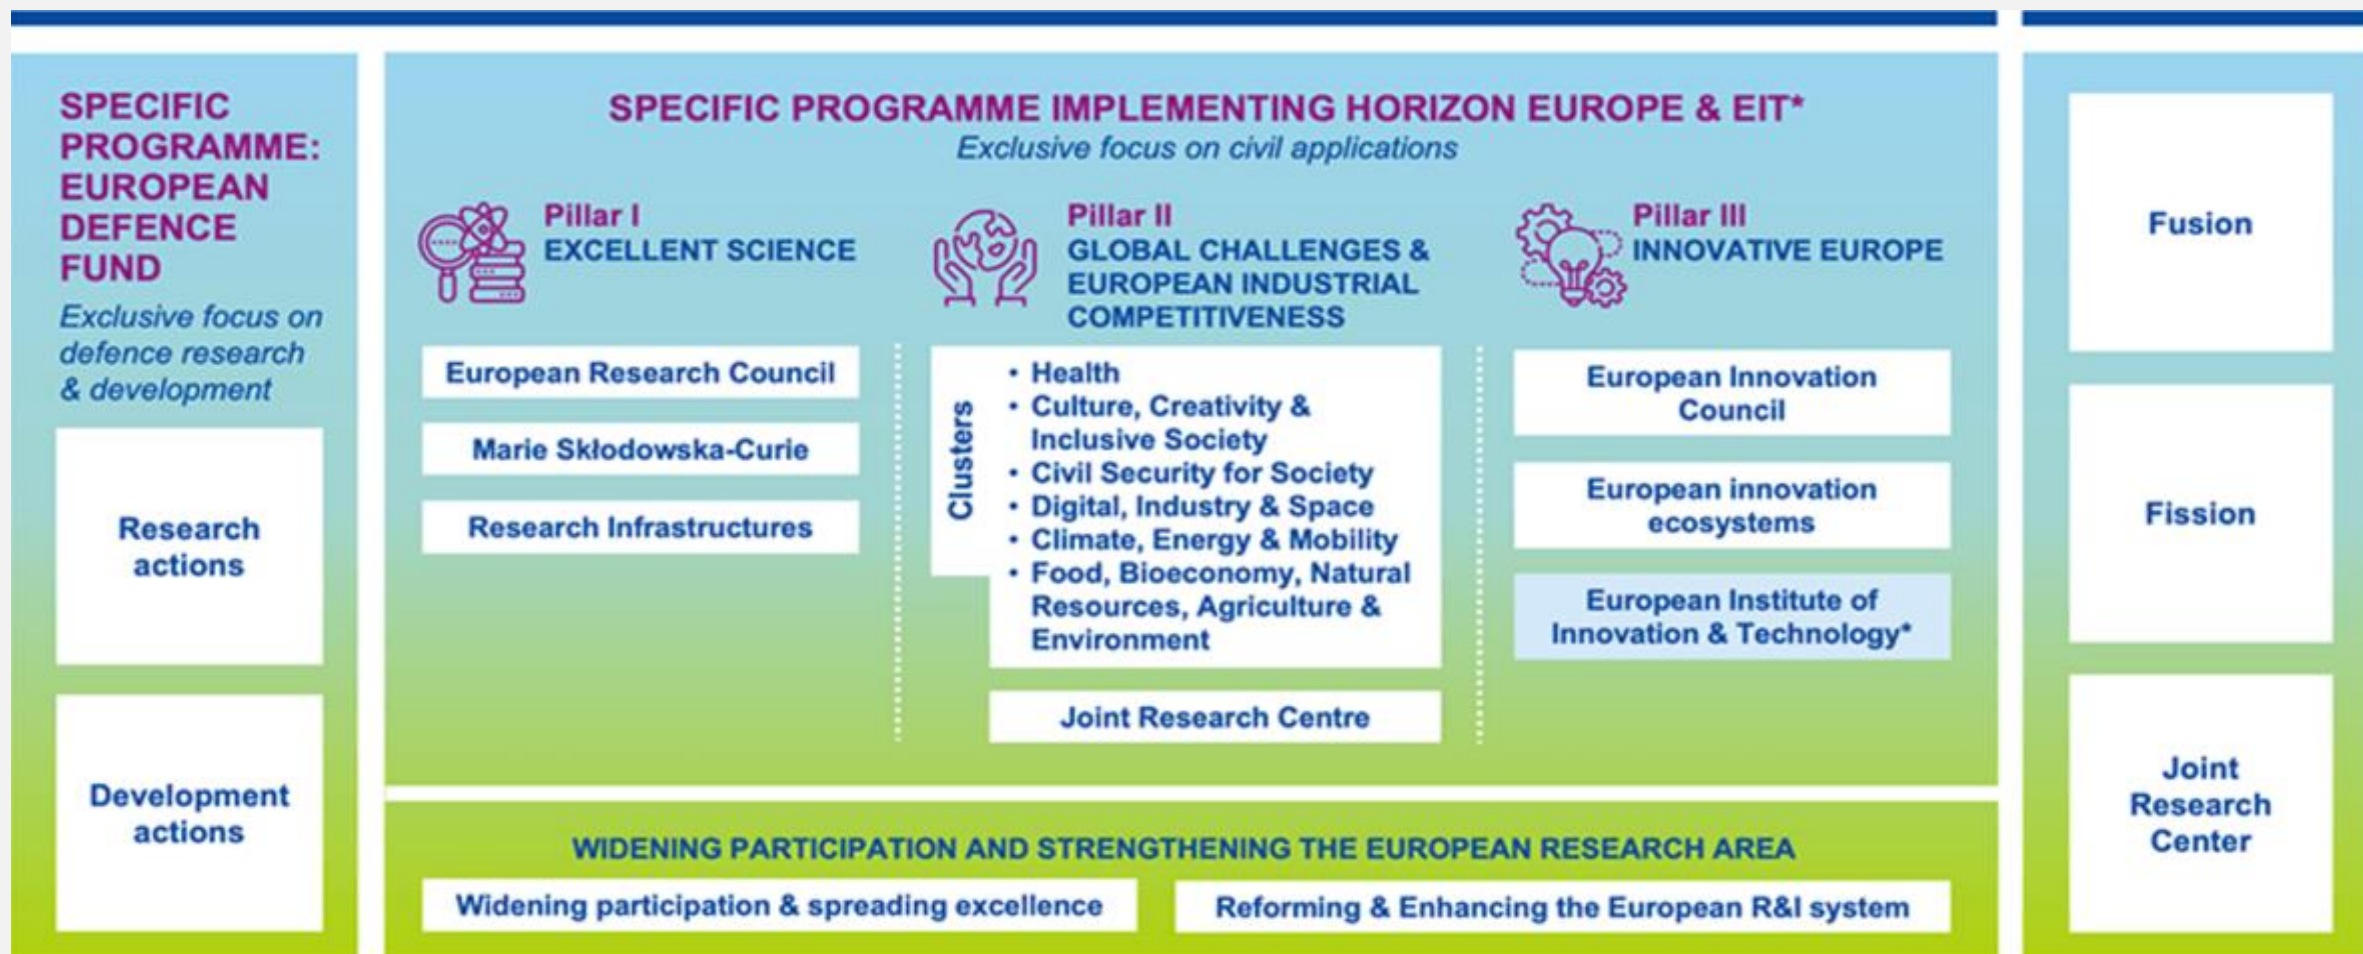 SPECIFIC
PROGRAMME:
EUROPEAN
DEFENCE
FUND
Exclusive focus on
defence research
& development
Research
actions
Development
actions
SPECIFIC PROGRAMME IMPLEMENTING HORIZON EUROPE & EIT*
Exclusive focus on civil applications
Pillar I
EXCELLENT SCIENCE
European Research Council
Marie Skłodowska-Curie
Research Infrastructures
Pillar II
GLOBAL CHALLENGES &
EUROPEAN INDUSTRIAL
COMPETITIVENESS
Clusters
• Health
• Culture, Creativity &
Inclusive Society
• Civil Security for Society
• Digital, Industry & Space
• Climate, Energy & Mobility
• Food, Bioeconomy, Natural
Resources, Agriculture &
Environment
Joint Research Centre
Pillar III
INNOVATIVE EUROPE
European Innovation
Council
European innovation
ecosystems
European Institute of
Innovation & Technology*
WIDENING PARTICIPATION AND STRENGTHENING THE EUROPEAN RESEARCH AREA
Widening participation & spreading excellence
Reforming & Enhancing the European R&I system
Fusion
Fission
Joint
Research
Center